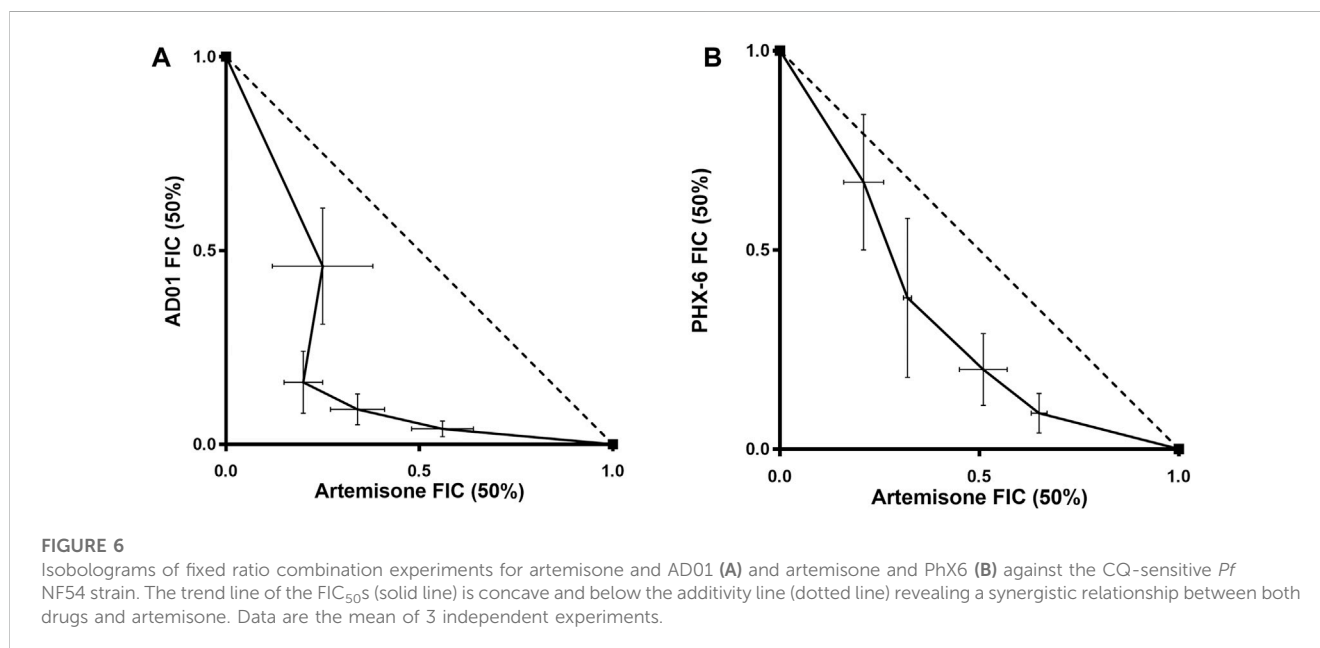 A
1.0
AD01 FIC (50%)
0.5
0.0
0.0 0.5 1.0
Artemisone FIC (50%)
B
1.0
PHX-6 FIC (50%)
0.5
0.0
0.0 0.5 1.0
Artemisone FIC (50%)
FIGURE 6
Isobolograms of fixed ratio combination experiments for artemisone and AD01 (A) and artemisone and PhX6 (B) against the CQ-sensitive Pf
NF54 strain. The trend line of the FIC₅₀s (solid line) is concave and below the additivity line (dotted line) revealing a synergistic relationship between both
drugs and artemisone. Data are the mean of 3 independent experiments.